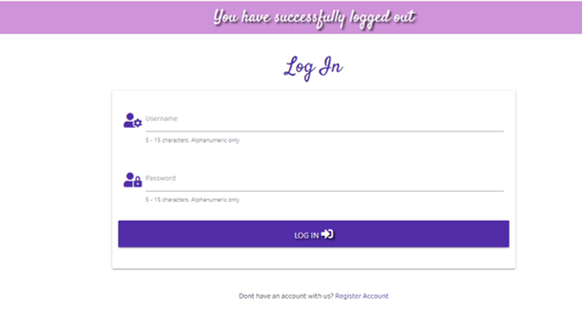 You have successfully logged out
Log In
Username
5 - 15 characters. Alphanumeric only
Password
5 - 15 characters. Alphanumeric only
LOG IN
Dont have an account with us? Register Account